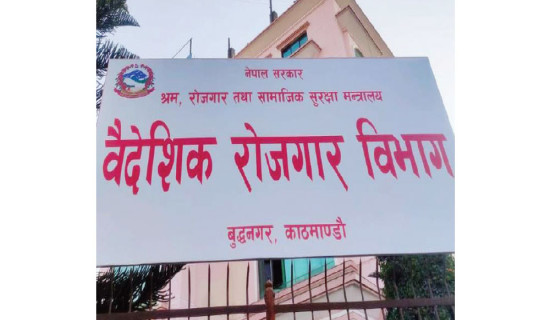 नेपाल सरकार
श्रम, रोजगार तथा सामाजिक सुरक्षा मन्त्रालय
वैदेशिक रोजगार विभाग
बुद्धनगर, काठमाण्डौ